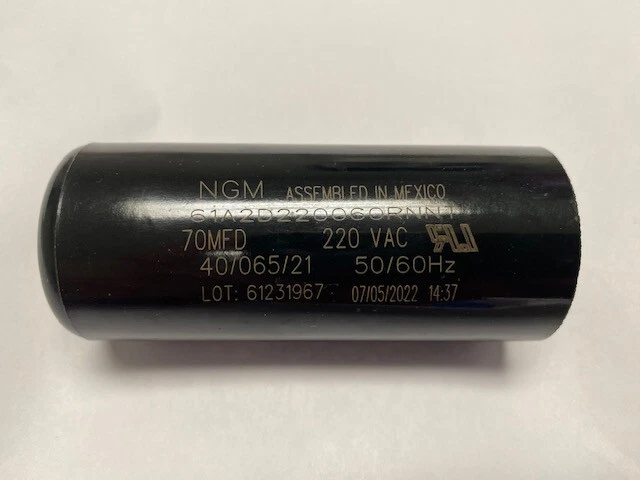 NGM ASSEMBLED IN MEXICO
61A2D220060RNN1
70MFD 220 VAC
40/065/21 50/60Hz
LOT: 61231967 07/05/2022 14:37